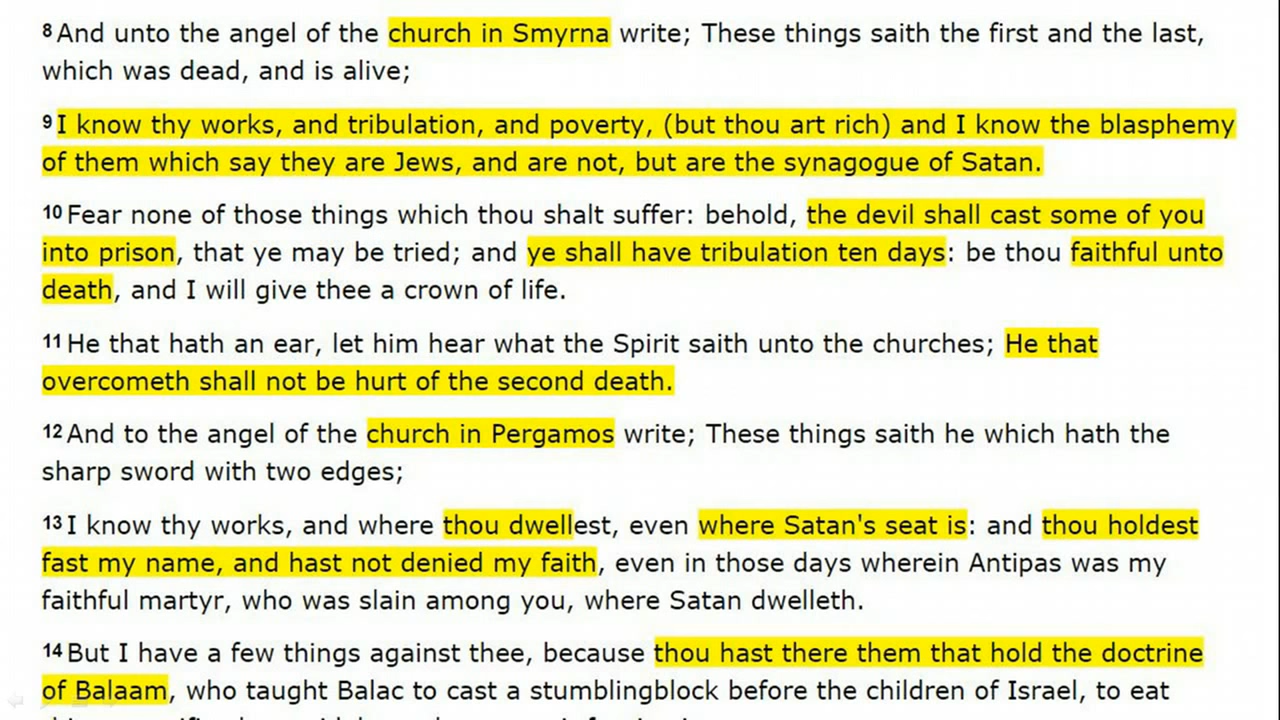 8 And unto the angel of the church in Smyrna write; These things saith the first and the last,
which was dead, and is alive;
9 I know thy works, and tribulation, and poverty, (but thou art rich) and I know the blasphemy
of them which say they are Jews, and are not, but are the synagogue of Satan.
10 Fear none of those things which thou shalt suffer: behold, the devil shall cast some of you
into prison, that ye may be tried; and ye shall have tribulation ten days: be thou faithful unto
death, and I will give thee a crown of life.
11 He that hath an ear, let him hear what the Spirit saith unto the churches; He that
overcometh shall not be hurt of the second death.
12 And to the angel of the church in Pergamos write; These things saith he which hath the
sharp sword with two edges;
13 I know thy works, and where thou dwellest, even where Satan's seat is: and thou holdest
fast my name, and hast not denied my faith, even in those days wherein Antipas was my
faithful martyr, who was slain among you, where Satan dwelleth.
14 But I have a few things against thee, because thou hast there them that hold the doctrine
of Balaam, who taught Balac to cast a stumblingblock before the children of Israel, to eat